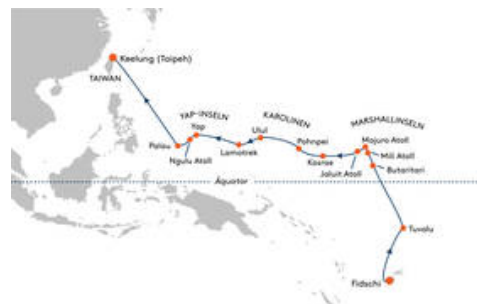 Keelung (Taipeh)
TAIWAN
YAP-INSELN
KAROLINEN
MARSHALLINSELN
Yap
Ulul
Pohnpei
Majuro Atoll
Mili Atoll
Palau
Ngulu Atoll
Lamotrek
Kosrae
Jaluit Atoll
Butaritari
Äquator
Tuvalu
Fidschi